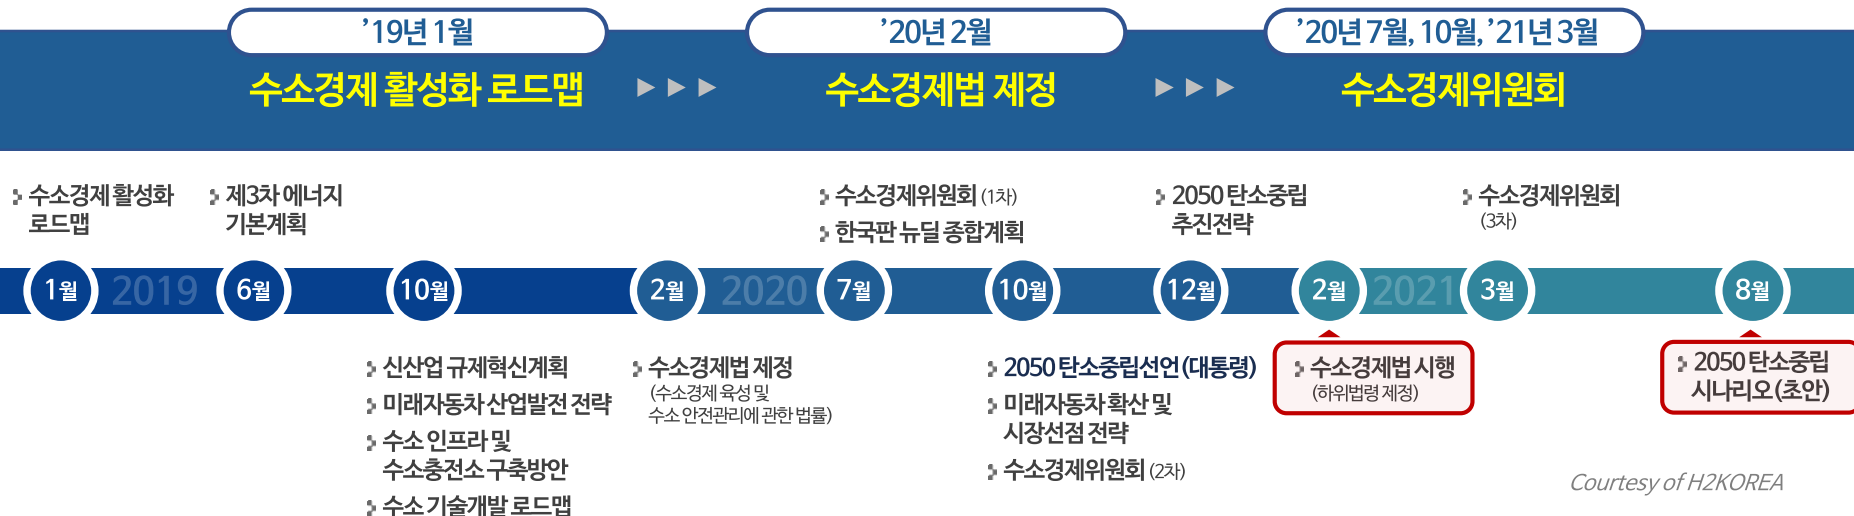 ’19년 1월
’20년 2월
’20년 7월, 10월, ’21년 3월
수소경제 활성화 로드맵
수소경제법 제정
수소경제위원회
수소경제 활성화
로드맵
제3차 에너지
기본계획
수소경제위원회 (1차)
한국판 뉴딜 종합계획
2050 탄소중립
추진전략
수소경제위원회
(3차)
1월 2019 6월 10월 2월 2020 7월 10월 12월 2월 2021 3월 8월
신산업 규제혁신계획
미래자동차 산업발전 전략
수소 인프라 및
수소충전소 구축방안
수소 기술개발 로드맵
수소경제법 제정
(수소경제 육성 및
수소 안전관리에 관한 법률)
2050 탄소중립선언 (대통령)
미래자동차 확산 및
시장선점 전략
수소경제위원회 (2차)
수소경제법 시행
(하위법령 제정)
2050 탄소중립
시나리오 (초안)
Courtesy of H2KOREA